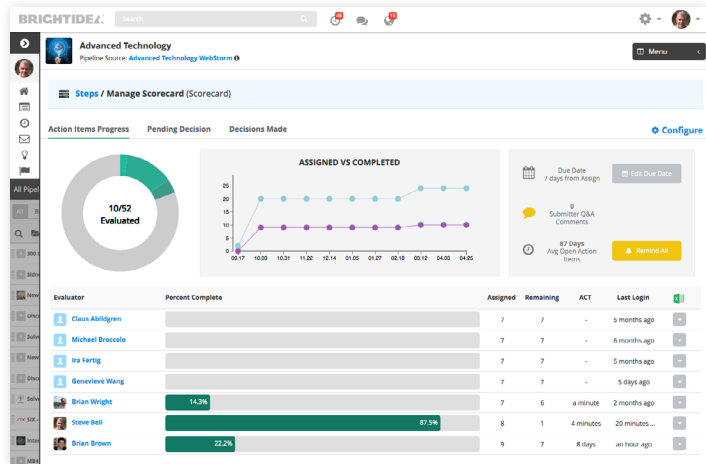 BRIGHTIDEA
Search
48
15
Advanced Technology
Pipeline Source: Advanced Technology WebStorm
Menu
Steps / Manage Scorecard (Scorecard)
Action Items Progress
Pending Decision
Decisions Made
Configure
10/52
Evaluated
ASSIGNED VS COMPLETED
25
20
15
10
5
0
09.17 10.09 10.31 11.22 12.14 01.05 01.27 02.18 03.12 04.03 04.25
Due Date
7 days from Assign
Edit Due Date
0
Submitter Q&A
Comments
87 Days
Avg Open Action
Items
Remind All
All Pipel
All
Evaluator Percent Complete Assigned Remaining ACT Last Login
Claus Abildgren 7 7 - 5 months ago
Michael Broccolo 7 7 - 6 months ago
Ira Fertig 7 7 - 5 months ago
Genevieve Wang 7 7 - 5 days ago
Brian Wright 14.3% 7 6 a minute 2 months ago
Steve Bell 87.5% 8 1 4 minutes 20 minutes ...
Brian Brown 22.2% 9 7 8 days an hour ago